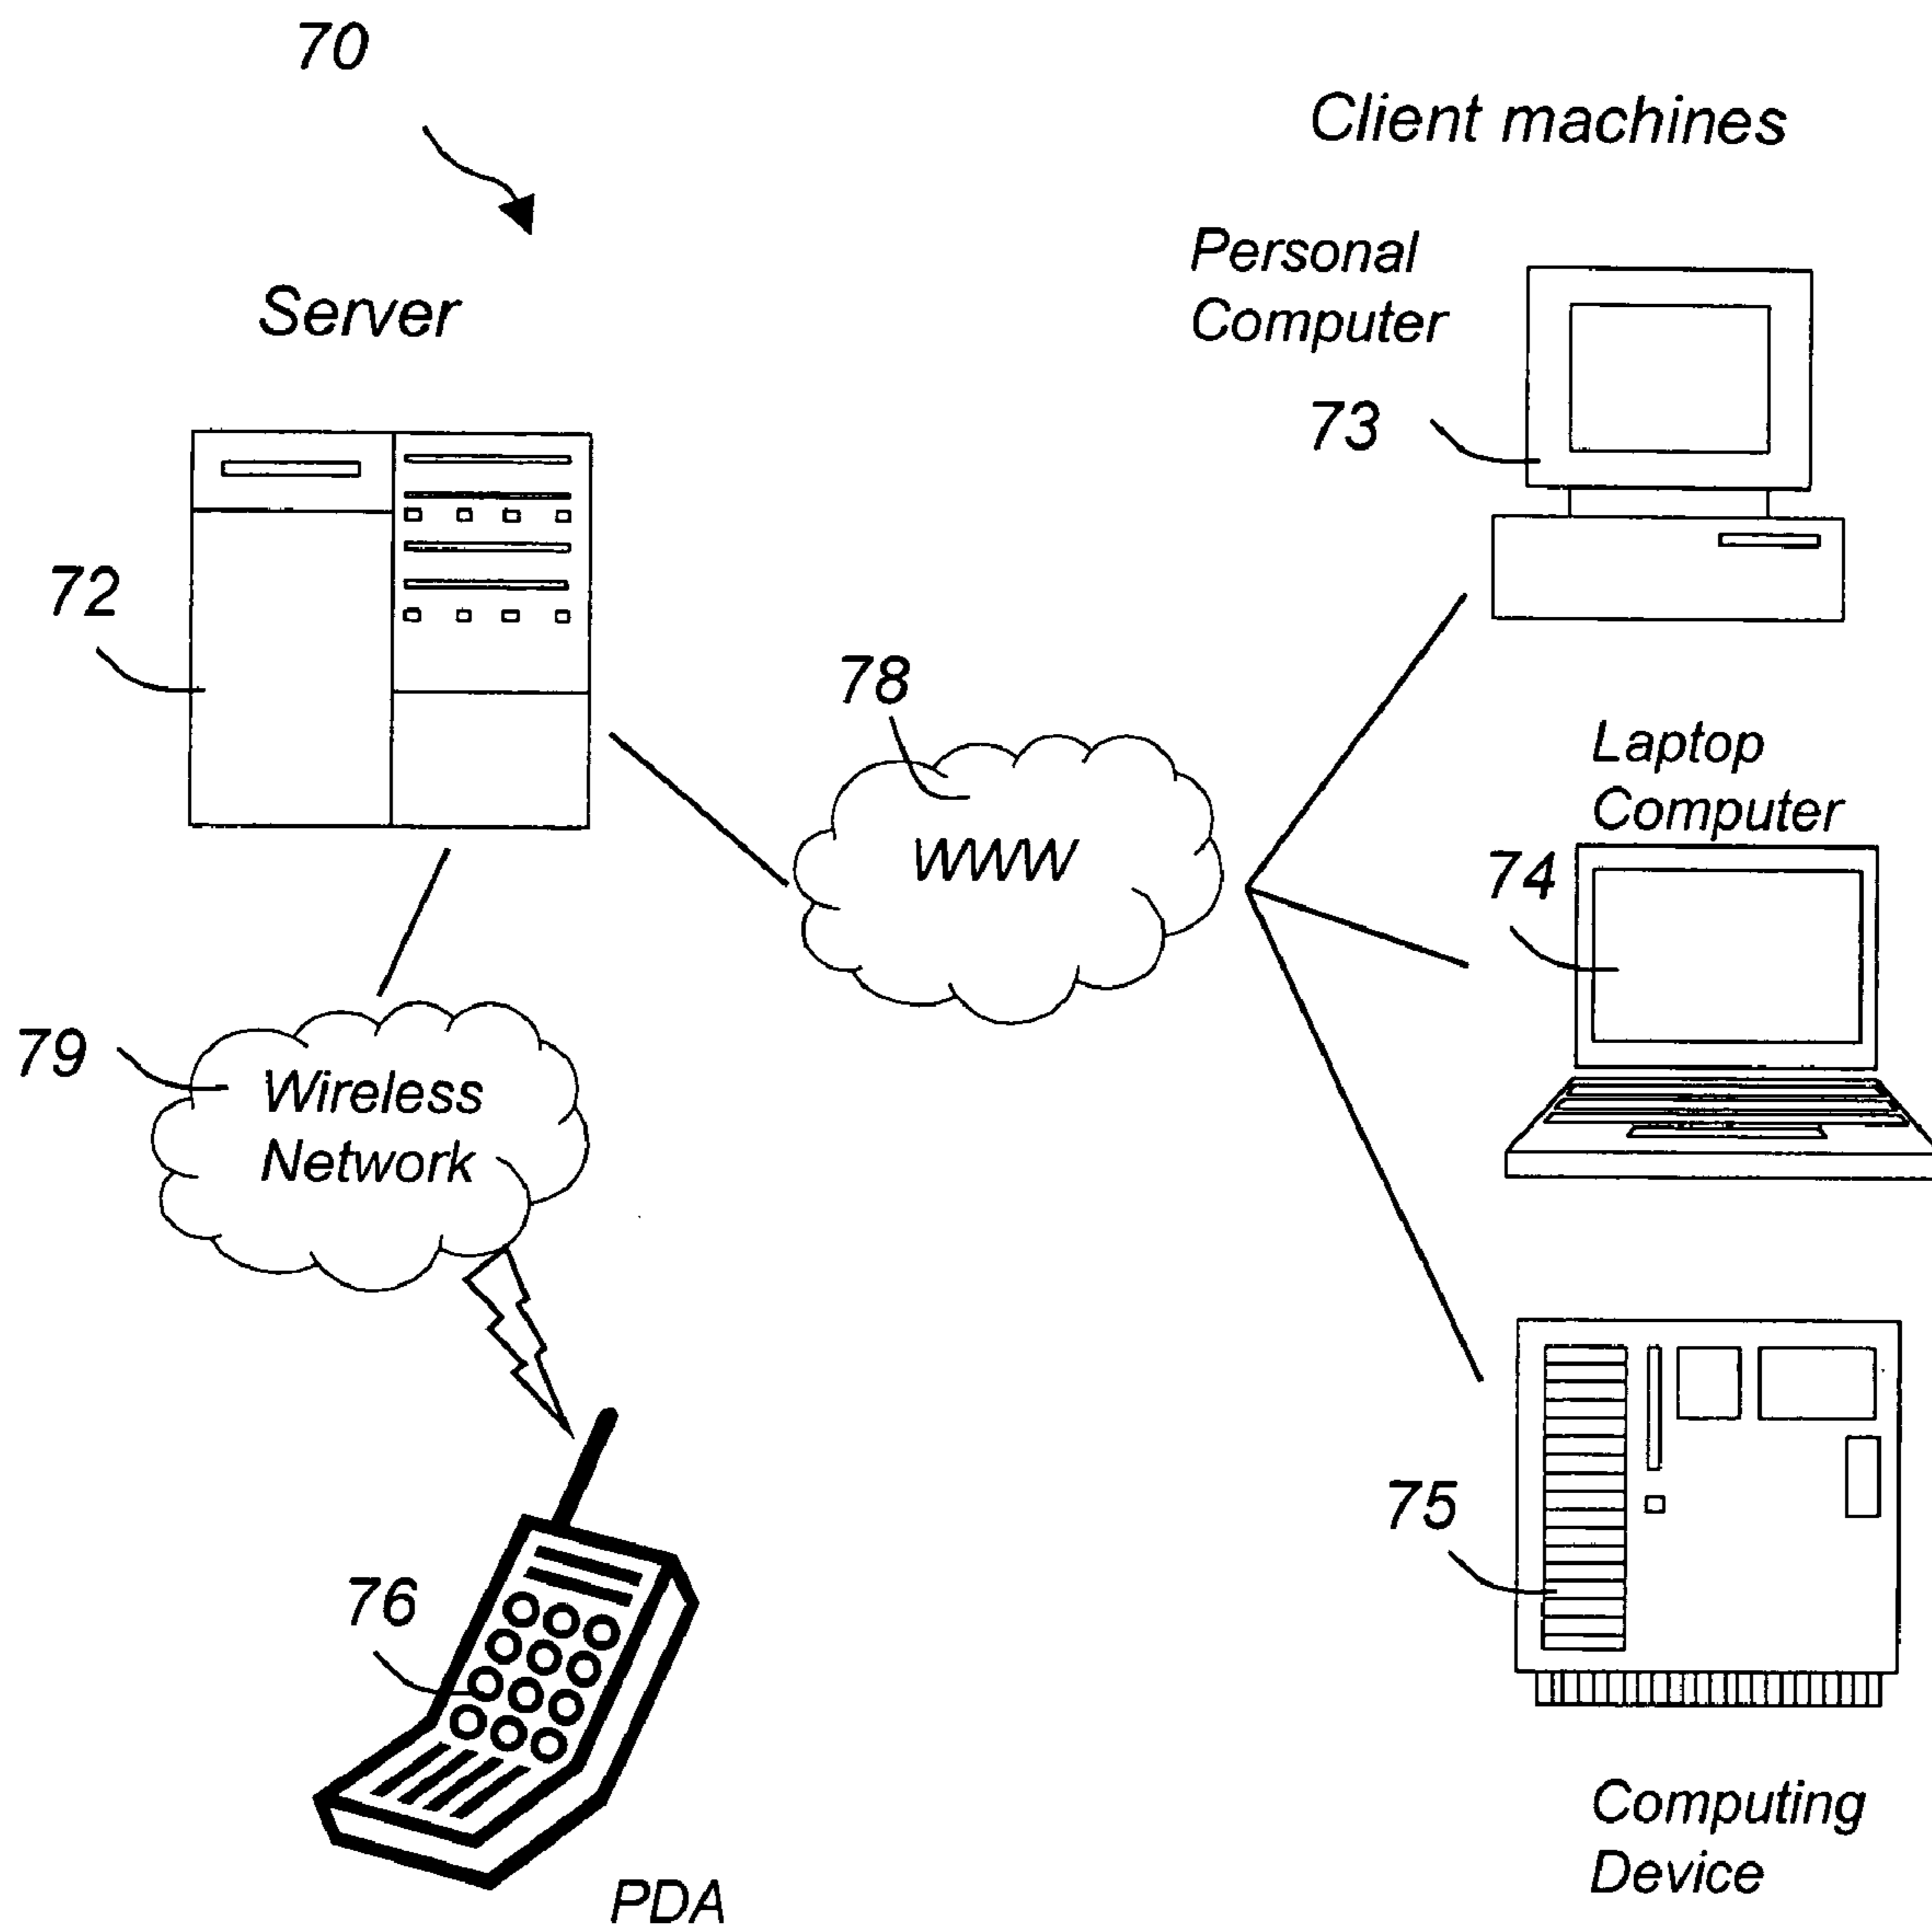 70
Client machines
Personal
Computer
Server
73
72
78
Laptop
Computer
WWW
74
79
Wireless
Network
75
76
Computing
Device
PDA